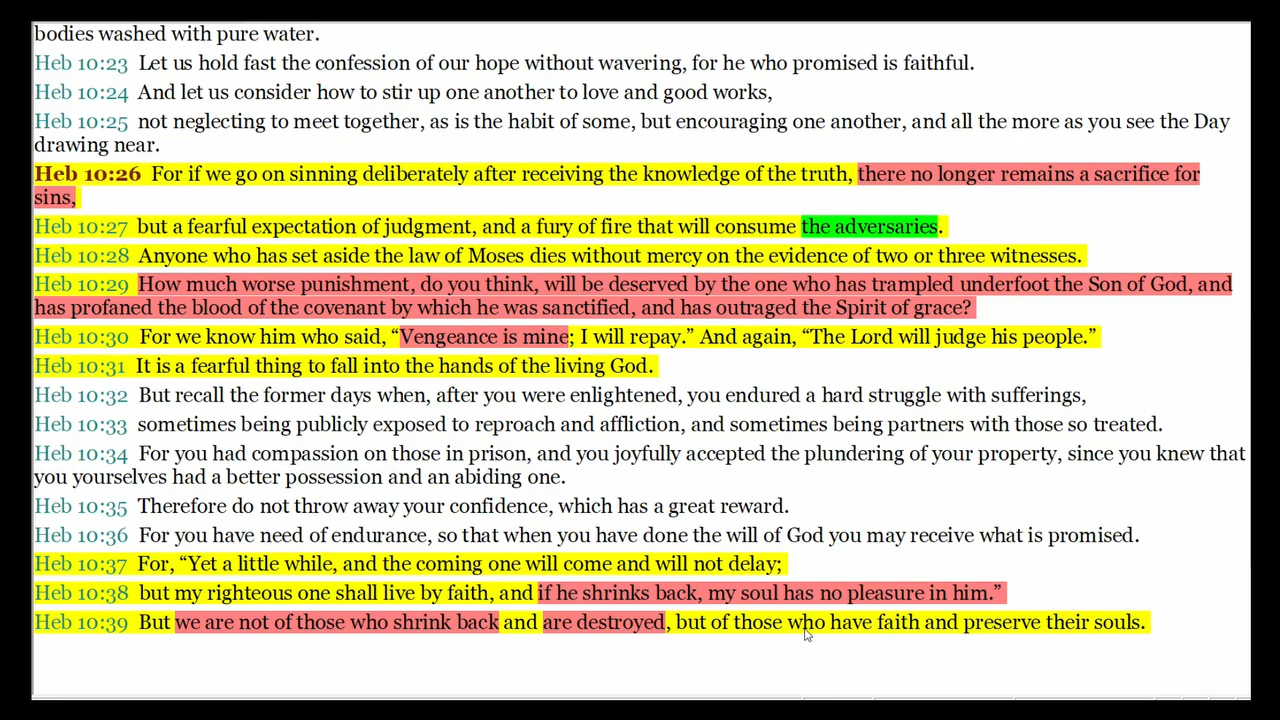 bodies washed with pure water.
Heb 10:23 Let us hold fast the confession of our hope without wavering, for he who promised is faithful.
Heb 10:24 And let us consider how to stir up one another to love and good works,
Heb 10:25 not neglecting to meet together, as is the habit of some, but encouraging one another, and all the more as you see the Day
drawing near.
Heb 10:26 For if we go on sinning deliberately after receiving the knowledge of the truth, there no longer remains a sacrifice for
sins,
Heb 10:27 but a fearful expectation of judgment, and a fury of fire that will consume the adversaries.
Heb 10:28 Anyone who has set aside the law of Moses dies without mercy on the evidence of two or three witnesses.
Heb 10:29 How much worse punishment, do you think, will be deserved by the one who has trampled underfoot the Son of God, and
has profaned the blood of the covenant by which he was sanctified, and has outraged the Spirit of grace?
Heb 10:30 For we know him who said, “Vengeance is mine; I will repay.” And again, “The Lord will judge his people.”
Heb 10:31 It is a fearful thing to fall into the hands of the living God.
Heb 10:32 But recall the former days when, after you were enlightened, you endured a hard struggle with sufferings,
Heb 10:33 sometimes being publicly exposed to reproach and affliction, and sometimes being partners with those so treated.
Heb 10:34 For you had compassion on those in prison, and you joyfully accepted the plundering of your property, since you knew that
you yourselves had a better possession and an abiding one.
Heb 10:35 Therefore do not throw away your confidence, which has a great reward.
Heb 10:36 For you have need of endurance, so that when you have done the will of God you may receive what is promised.
Heb 10:37 For, “Yet a little while, and the coming one will come and will not delay;
Heb 10:38 but my righteous one shall live by faith, and if he shrinks back, my soul has no pleasure in him.”
Heb 10:39 But we are not of those who shrink back and are destroyed, but of those who have faith and preserve their souls.